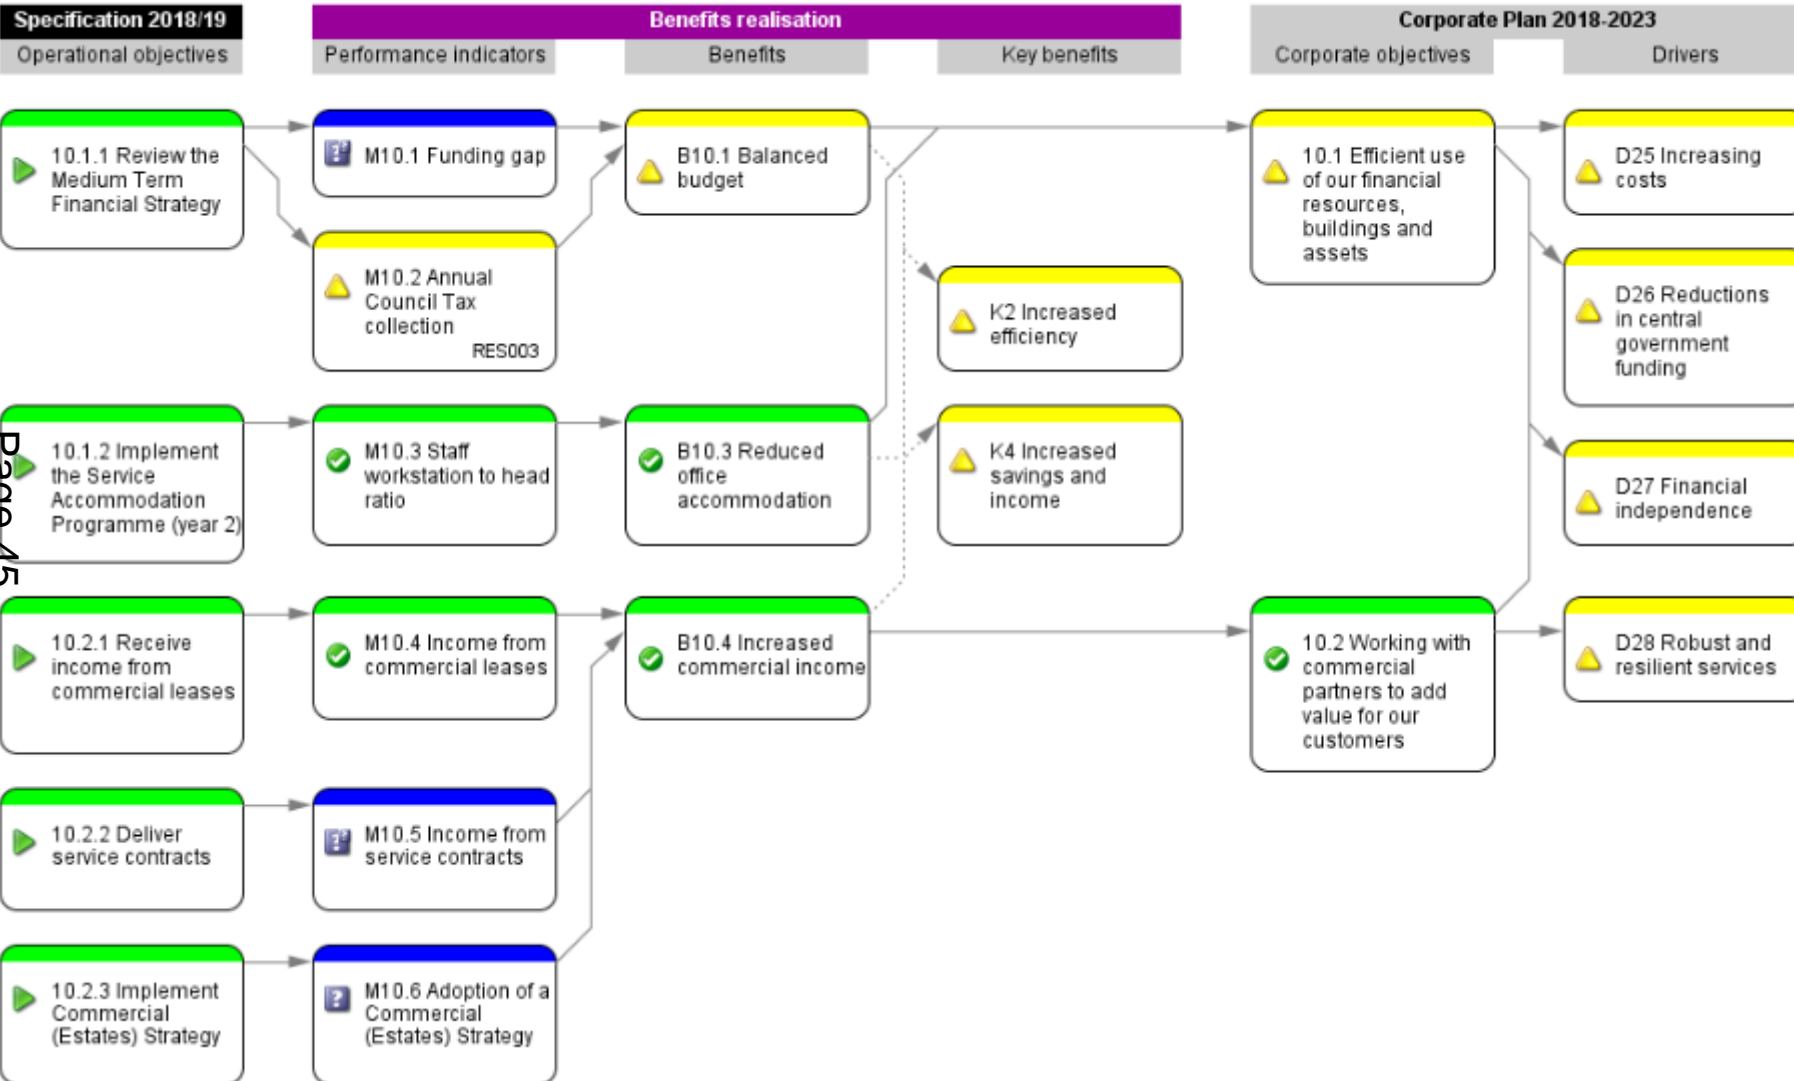 Specification 2018/19
Benefits realisation
Corporate Plan 2018-2023
Operational objectives
Performance indicators
Benefits
Key benefits
Corporate objectives
Drivers
10.1.1 Review the
Medium Term
Financial Strategy
M10.1 Funding gap
B10.1 Balanced
budget
10.1 Efficient use
of our financial
resources,
buildings and
assets
D25 Increasing
costs
M10.2 Annual
Council Tax
collection
RES003
K2 Increased
efficiency
D26 Reductions
in central
government
funding
10.1.2 Implement
the Service
Accommodation
Programme (year 2)
M10.3 Staff
workstation to head
ratio
B10.3 Reduced
office
accommodation
K4 Increased
savings and
income
D27 Financial
independence
Page 45
10.2.1 Receive
income from
commercial leases
M10.4 Income from
commercial leases
B10.4 Increased
commercial income
10.2 Working with
commercial
partners to add
value for our
customers
D28 Robust and
resilient services
10.2.2 Deliver
service contracts
M10.5 Income from
service contracts
10.2.3 Implement
Commercial
(Estates) Strategy
M10.6 Adoption of a
Commercial
(Estates) Strategy